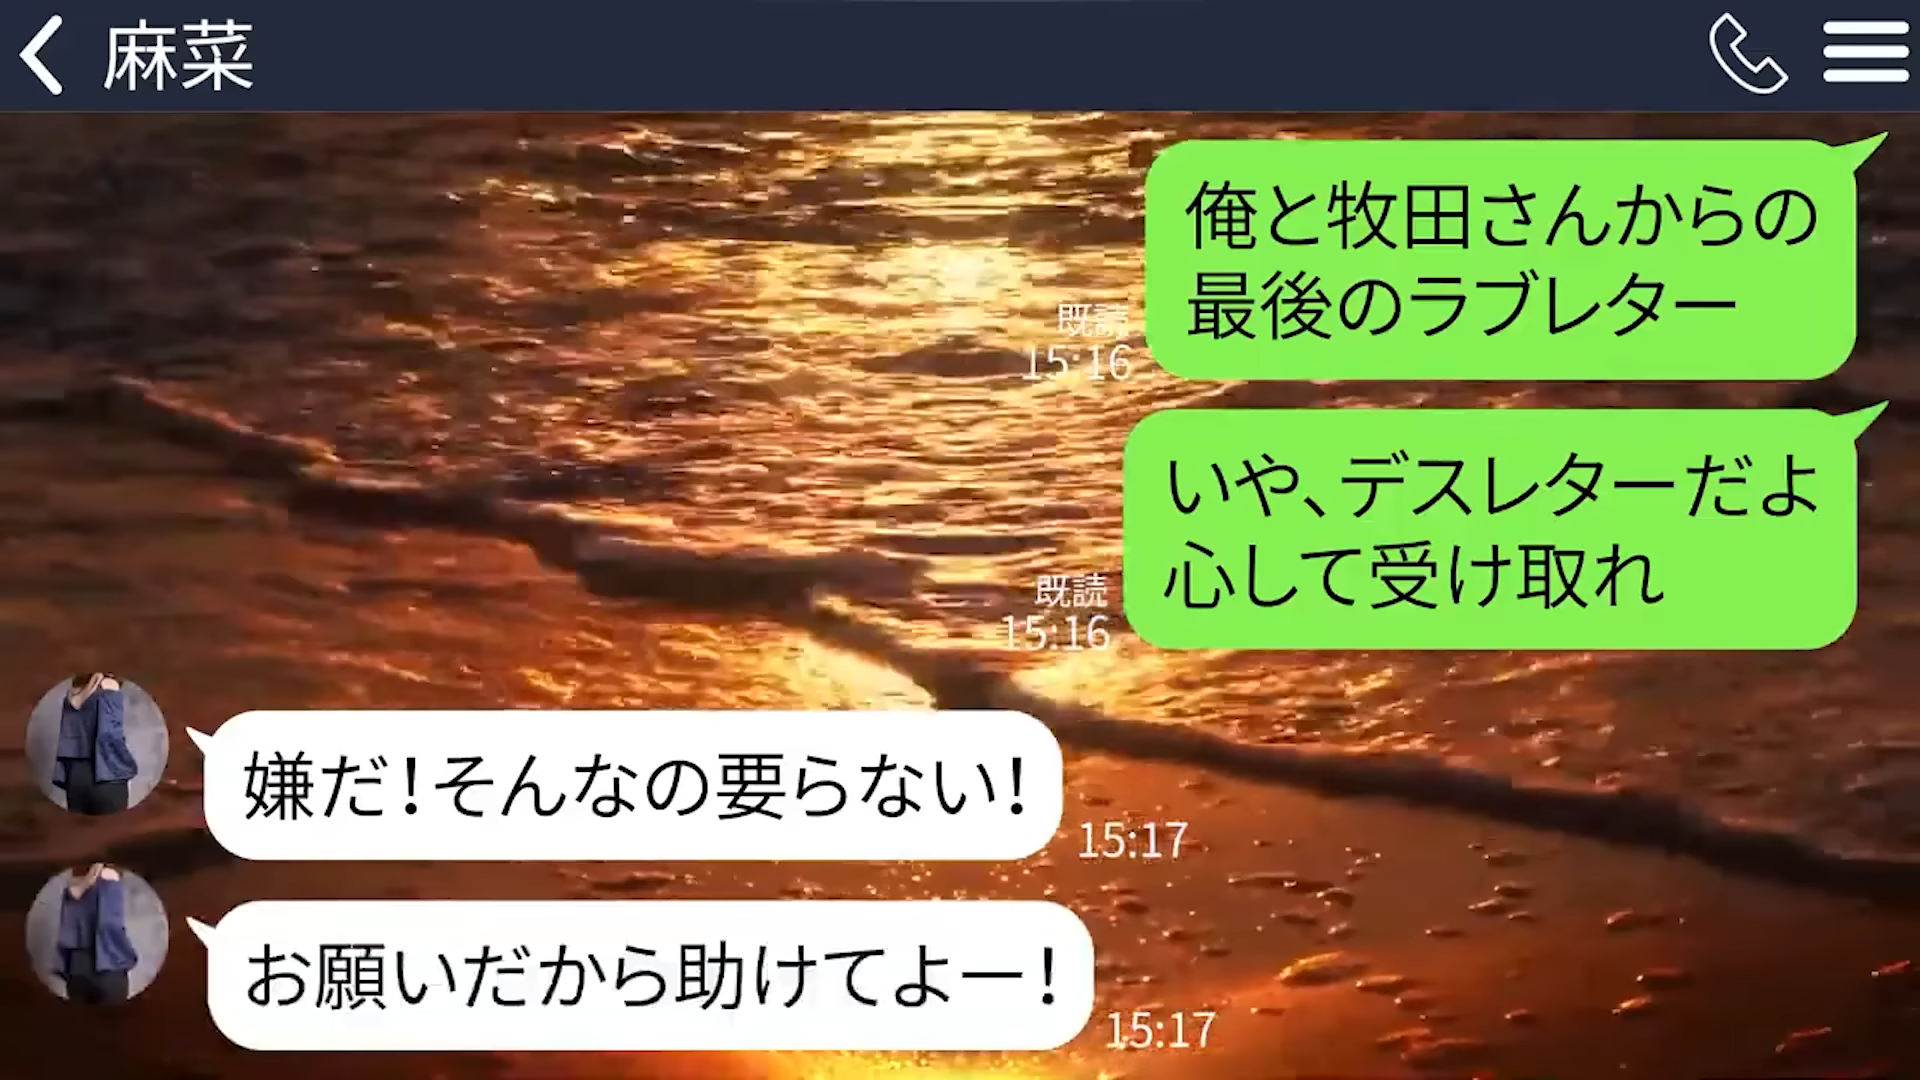 麻菜
俺と牧田さんからの
最後のラブレター
既読
15:16
いや、デスレターだよ
心して受け取れ
既読
15:16
嫌だ!そんなの要らない!
15:17
お願いだから助けてよー!
15:17